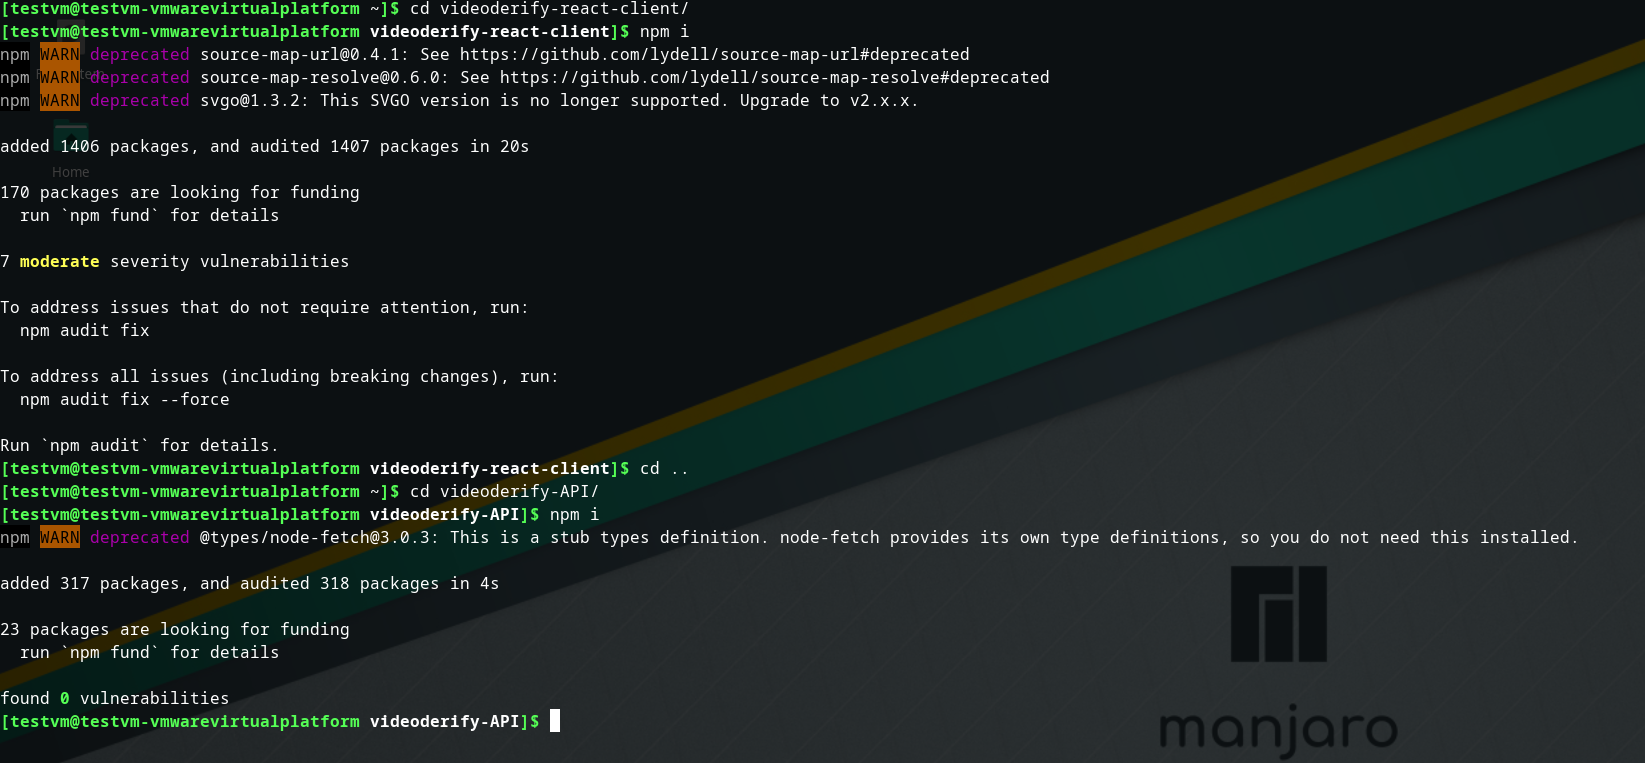 [testvm@testvm-vmwarevirtualplatform ~]$ cd videoderify-react-client/
[testvm@testvm-vmwarevirtualplatform videoderify-react-client]$ npm i
npm WARN deprecated source-map-url@0.4.1: See https://github.com/lydell/source-map-url#deprecated
npm WARN deprecated source-map-resolve@0.6.0: See https://github.com/lydell/source-map-resolve#deprecated
npm WARN deprecated svgo@1.3.2: This SVGO version is no longer supported. Upgrade to v2.x.x.
added 1406 packages, and audited 1407 packages in 20s
Home
170 packages are looking for funding
  run `npm fund` for details
7 moderate severity vulnerabilities
To address issues that do not require attention, run:
  npm audit fix
To address all issues (including breaking changes), run:
  npm audit fix --force
Run `npm audit` for details.
[testvm@testvm-vmwarevirtualplatform videoderify-react-client]$ cd ..
[testvm@testvm-vmwarevirtualplatform ~]$ cd videoderify-API/
[testvm@testvm-vmwarevirtualplatform videoderify-API]$ npm i
npm WARN deprecated @types/node-fetch@3.0.3: This is a stub types definition. node-fetch provides its own type definitions, so you do not need this installed.
added 317 packages, and audited 318 packages in 4s
23 packages are looking for funding
  run `npm fund` for details
found 0 vulnerabilities
[testvm@testvm-vmwarevirtualplatform videoderify-API]$
manjaro